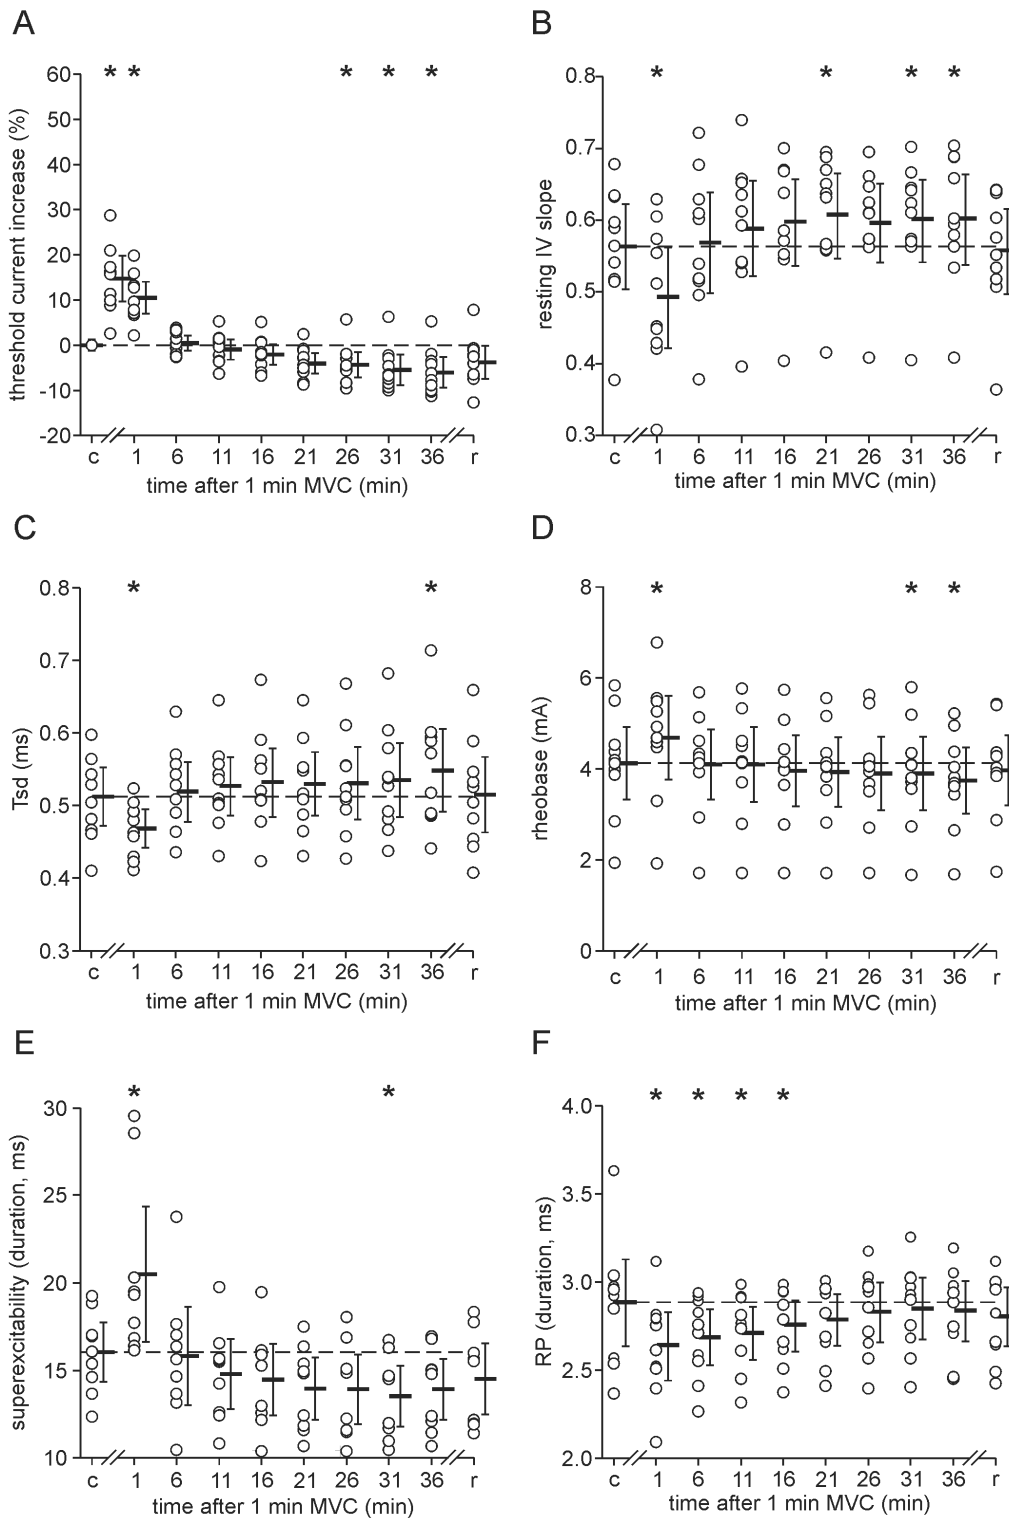 A
* * * * *
threshold current increase (%)
60
50
40
30
20
10
0
-10
-20
c 1 6 11 16 21 26 31 36 r
time after 1 min MVC (min)
B
* * * *
resting IV slope
0.8
0.7
0.6
0.5
0.4
0.3
c 1 6 11 16 21 26 31 36 r
time after 1 min MVC (min)
C
* *
Tsd (ms)
0.8
0.7
0.6
0.5
0.4
0.3
c 1 6 11 16 21 26 31 36 r
time after 1 min MVC (min)
D
* * *
rheobase (mA)
8
6
4
2
0
c 1 6 11 16 21 26 31 36 r
time after 1 min MVC (min)
E
* *
superexcitability (duration, ms)
30
25
20
15
10
c 1 6 11 16 21 26 31 36 r
time after 1 min MVC (min)
F
* * * *
RP (duration, ms)
4.0
3.5
3.0
2.5
2.0
c 1 6 11 16 21 26 31 36 r
time after 1 min MVC (min)